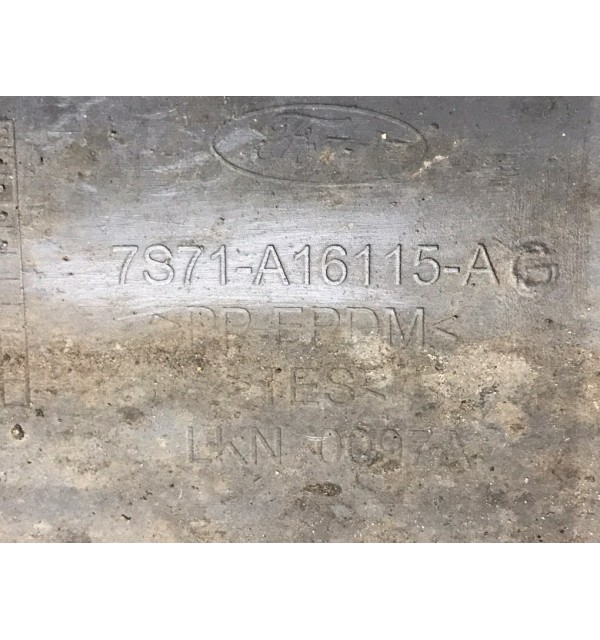 7S71-A16115-AG
>PP-EPDM<
>TES<
LKN 0097A